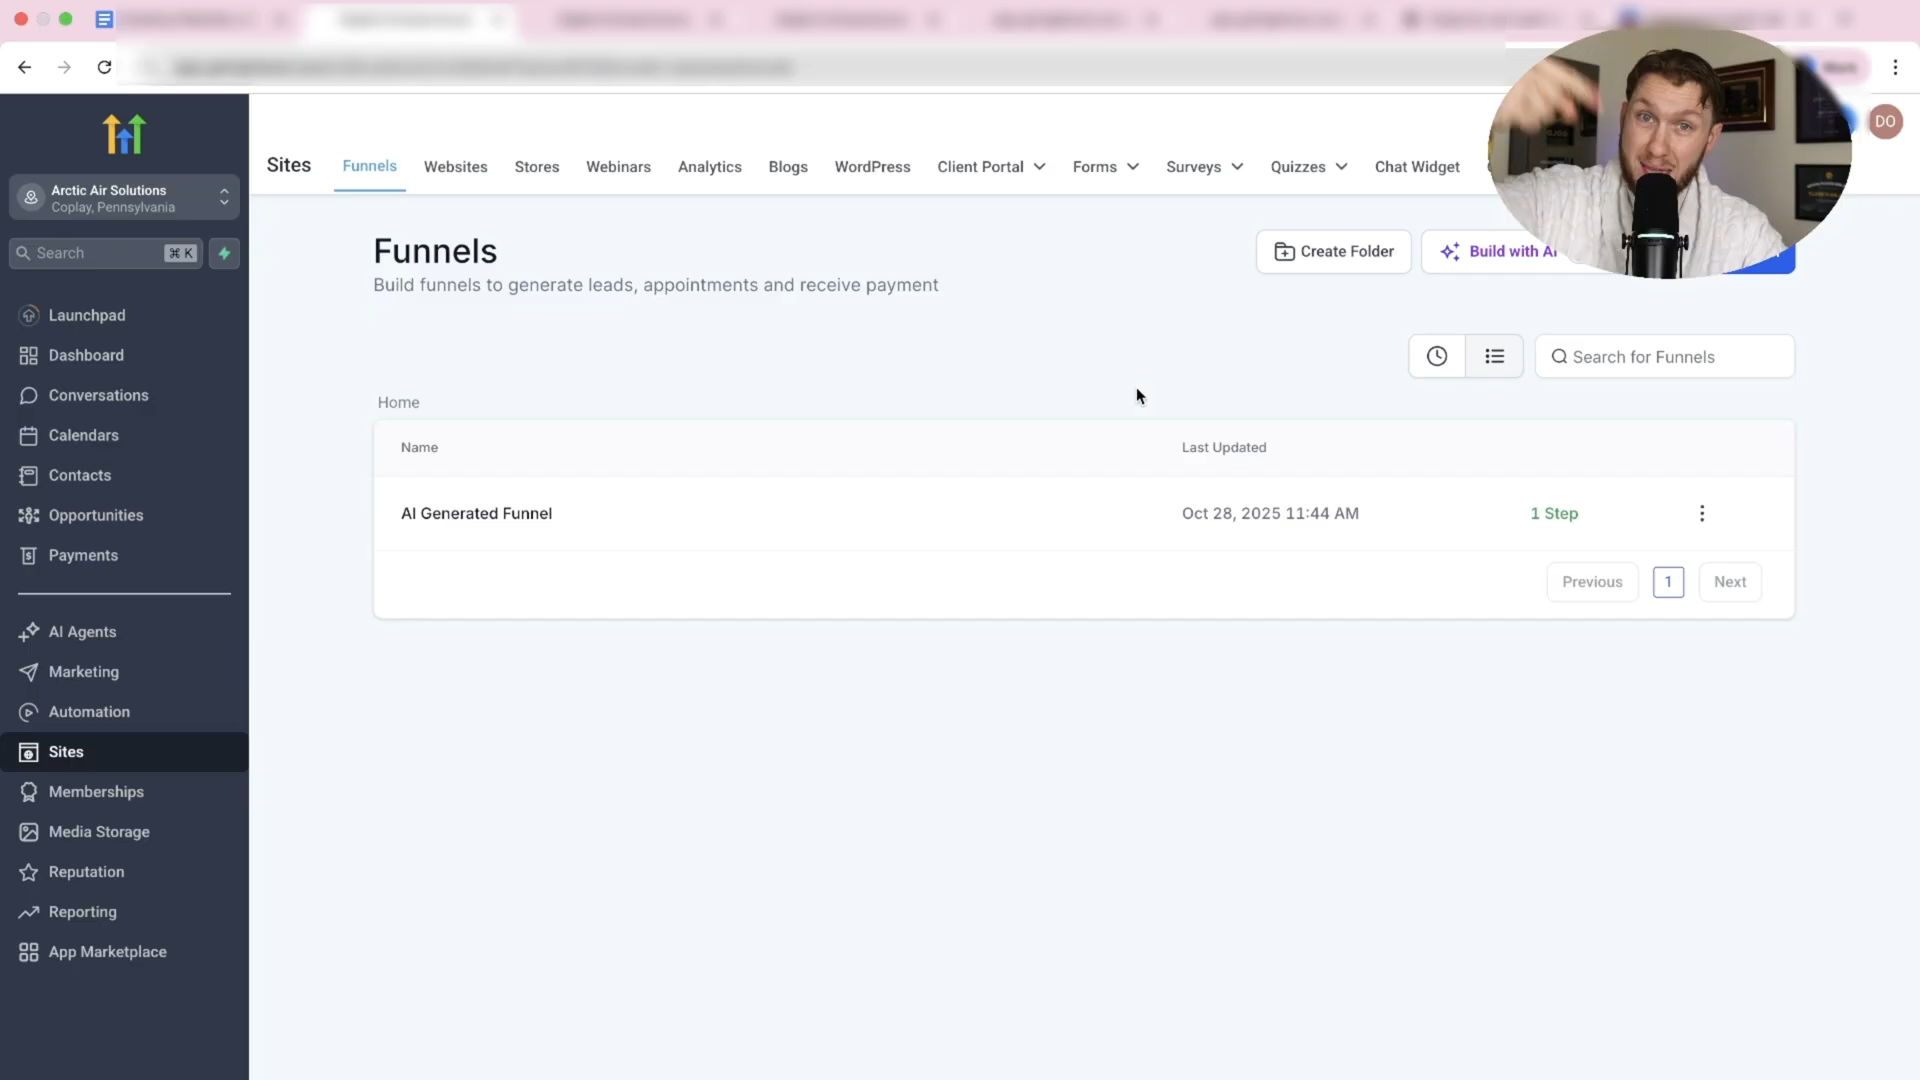 DO
Arctic Air Solutions
Coplay, Pennsylvania
Search ⌘ K
Launchpad
Dashboard
Conversations
Calendars
Contacts
Opportunities
Payments
AI Agents
Marketing
Automation
Sites
Memberships
Media Storage
Reputation
Reporting
App Marketplace
Sites Funnels Websites Stores Webinars Analytics Blogs WordPress Client Portal Forms Surveys Quizzes Chat Widget
Funnels
Build funnels to generate leads, appointments and receive payment
Create Folder Build with AI
Search for Funnels
Home
Name Last Updated
AI Generated Funnel Oct 28, 2025 11:44 AM 1 Step
Previous 1 Next